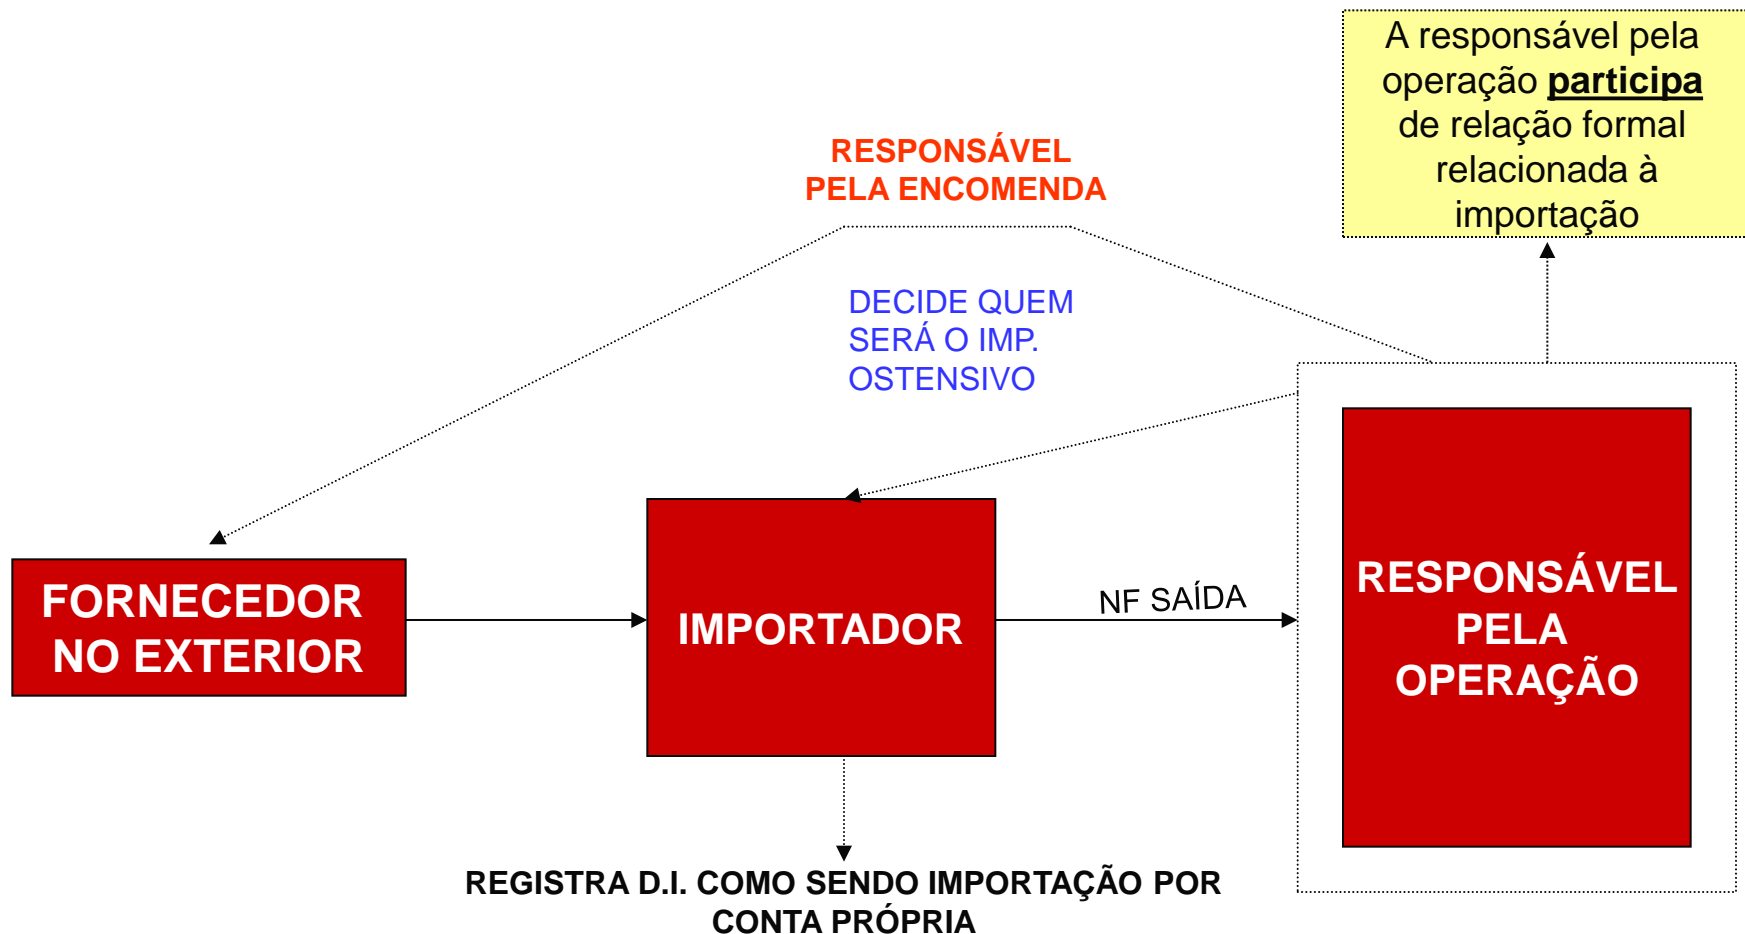 A responsável pela
operação participa
de relação formal
relacionada à
importação
RESPONSÁVEL
PELA ENCOMENDA
DECIDE QUEM
SERÁ O IMP.
OSTENSIVO
FORNECEDOR
NO EXTERIOR
IMPORTADOR
NF SAÍDA
RESPONSÁVEL
PELA
OPERAÇÃO
REGISTRA D.I. COMO SENDO IMPORTAÇÃO POR
CONTA PRÓPRIA